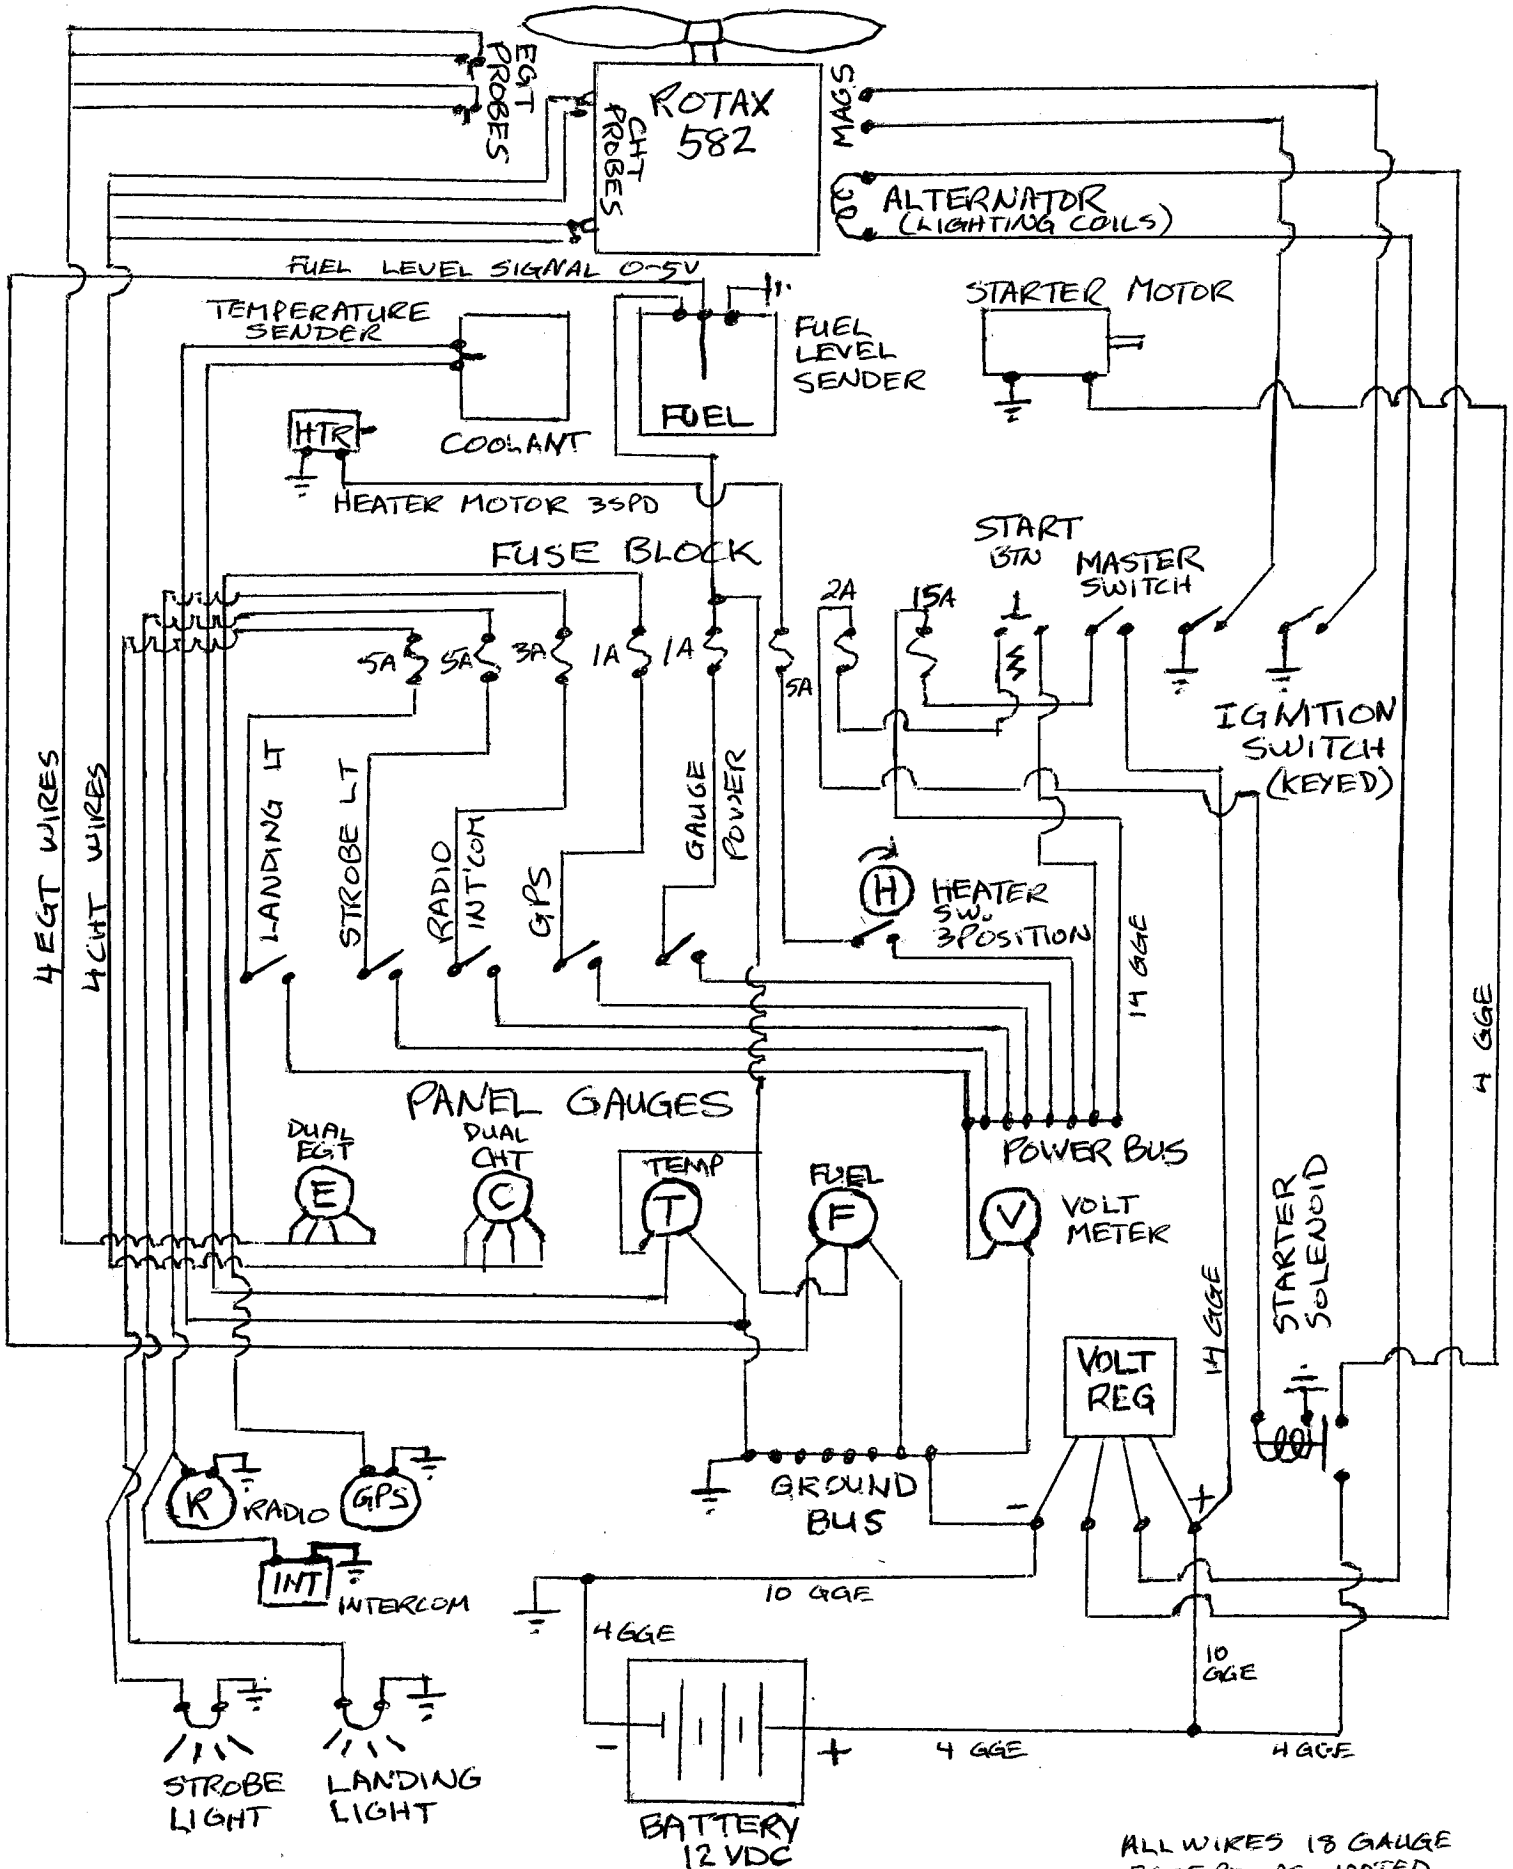 EGT
PROBES
CHT
PROBES
ROTAX
582
MAGS
ALTERNATOR
(LIGHTING COILS)
FUEL LEVEL SIGNAL 0-5V
TEMPERATURE
SENDER
COOLANT
FUEL
FUEL
LEVEL
SENDER
STARTER MOTOR
HTR
HEATER MOTOR 3SPD
FUSE BLOCK
START
BTN
MASTER
SWITCH
2A
15A
5A
5A
3A
1A
1A
5A
IGNITION
SWITCH
(KEYED)
4 EGT WIRES
4 CHT WIRES
LANDING LT
STROBE LT
RADIO
INT'COM
GPS
GAUGE
POWER
H
HEATER
SW.
3POSITION
14 GGE
4 GGE
PANEL GAUGES
DUAL
EGT
E
DUAL
CHT
C
TEMP
T
FUEL
F
POWER BUS
V
VOLT
METER
STARTER
SOLENOID
14 GGE
VOLT
REG
R
RADIO
GPS
GROUND
BUS
-
+
INT
INTERCOM
10 GGE
4 GGE
10
GGE
-
+
4 GGE
4 GGE
STROBE
LIGHT
LANDING
LIGHT
BATTERY
12 VDC
ALL WIRES 18 GAUGE
AS NOTED